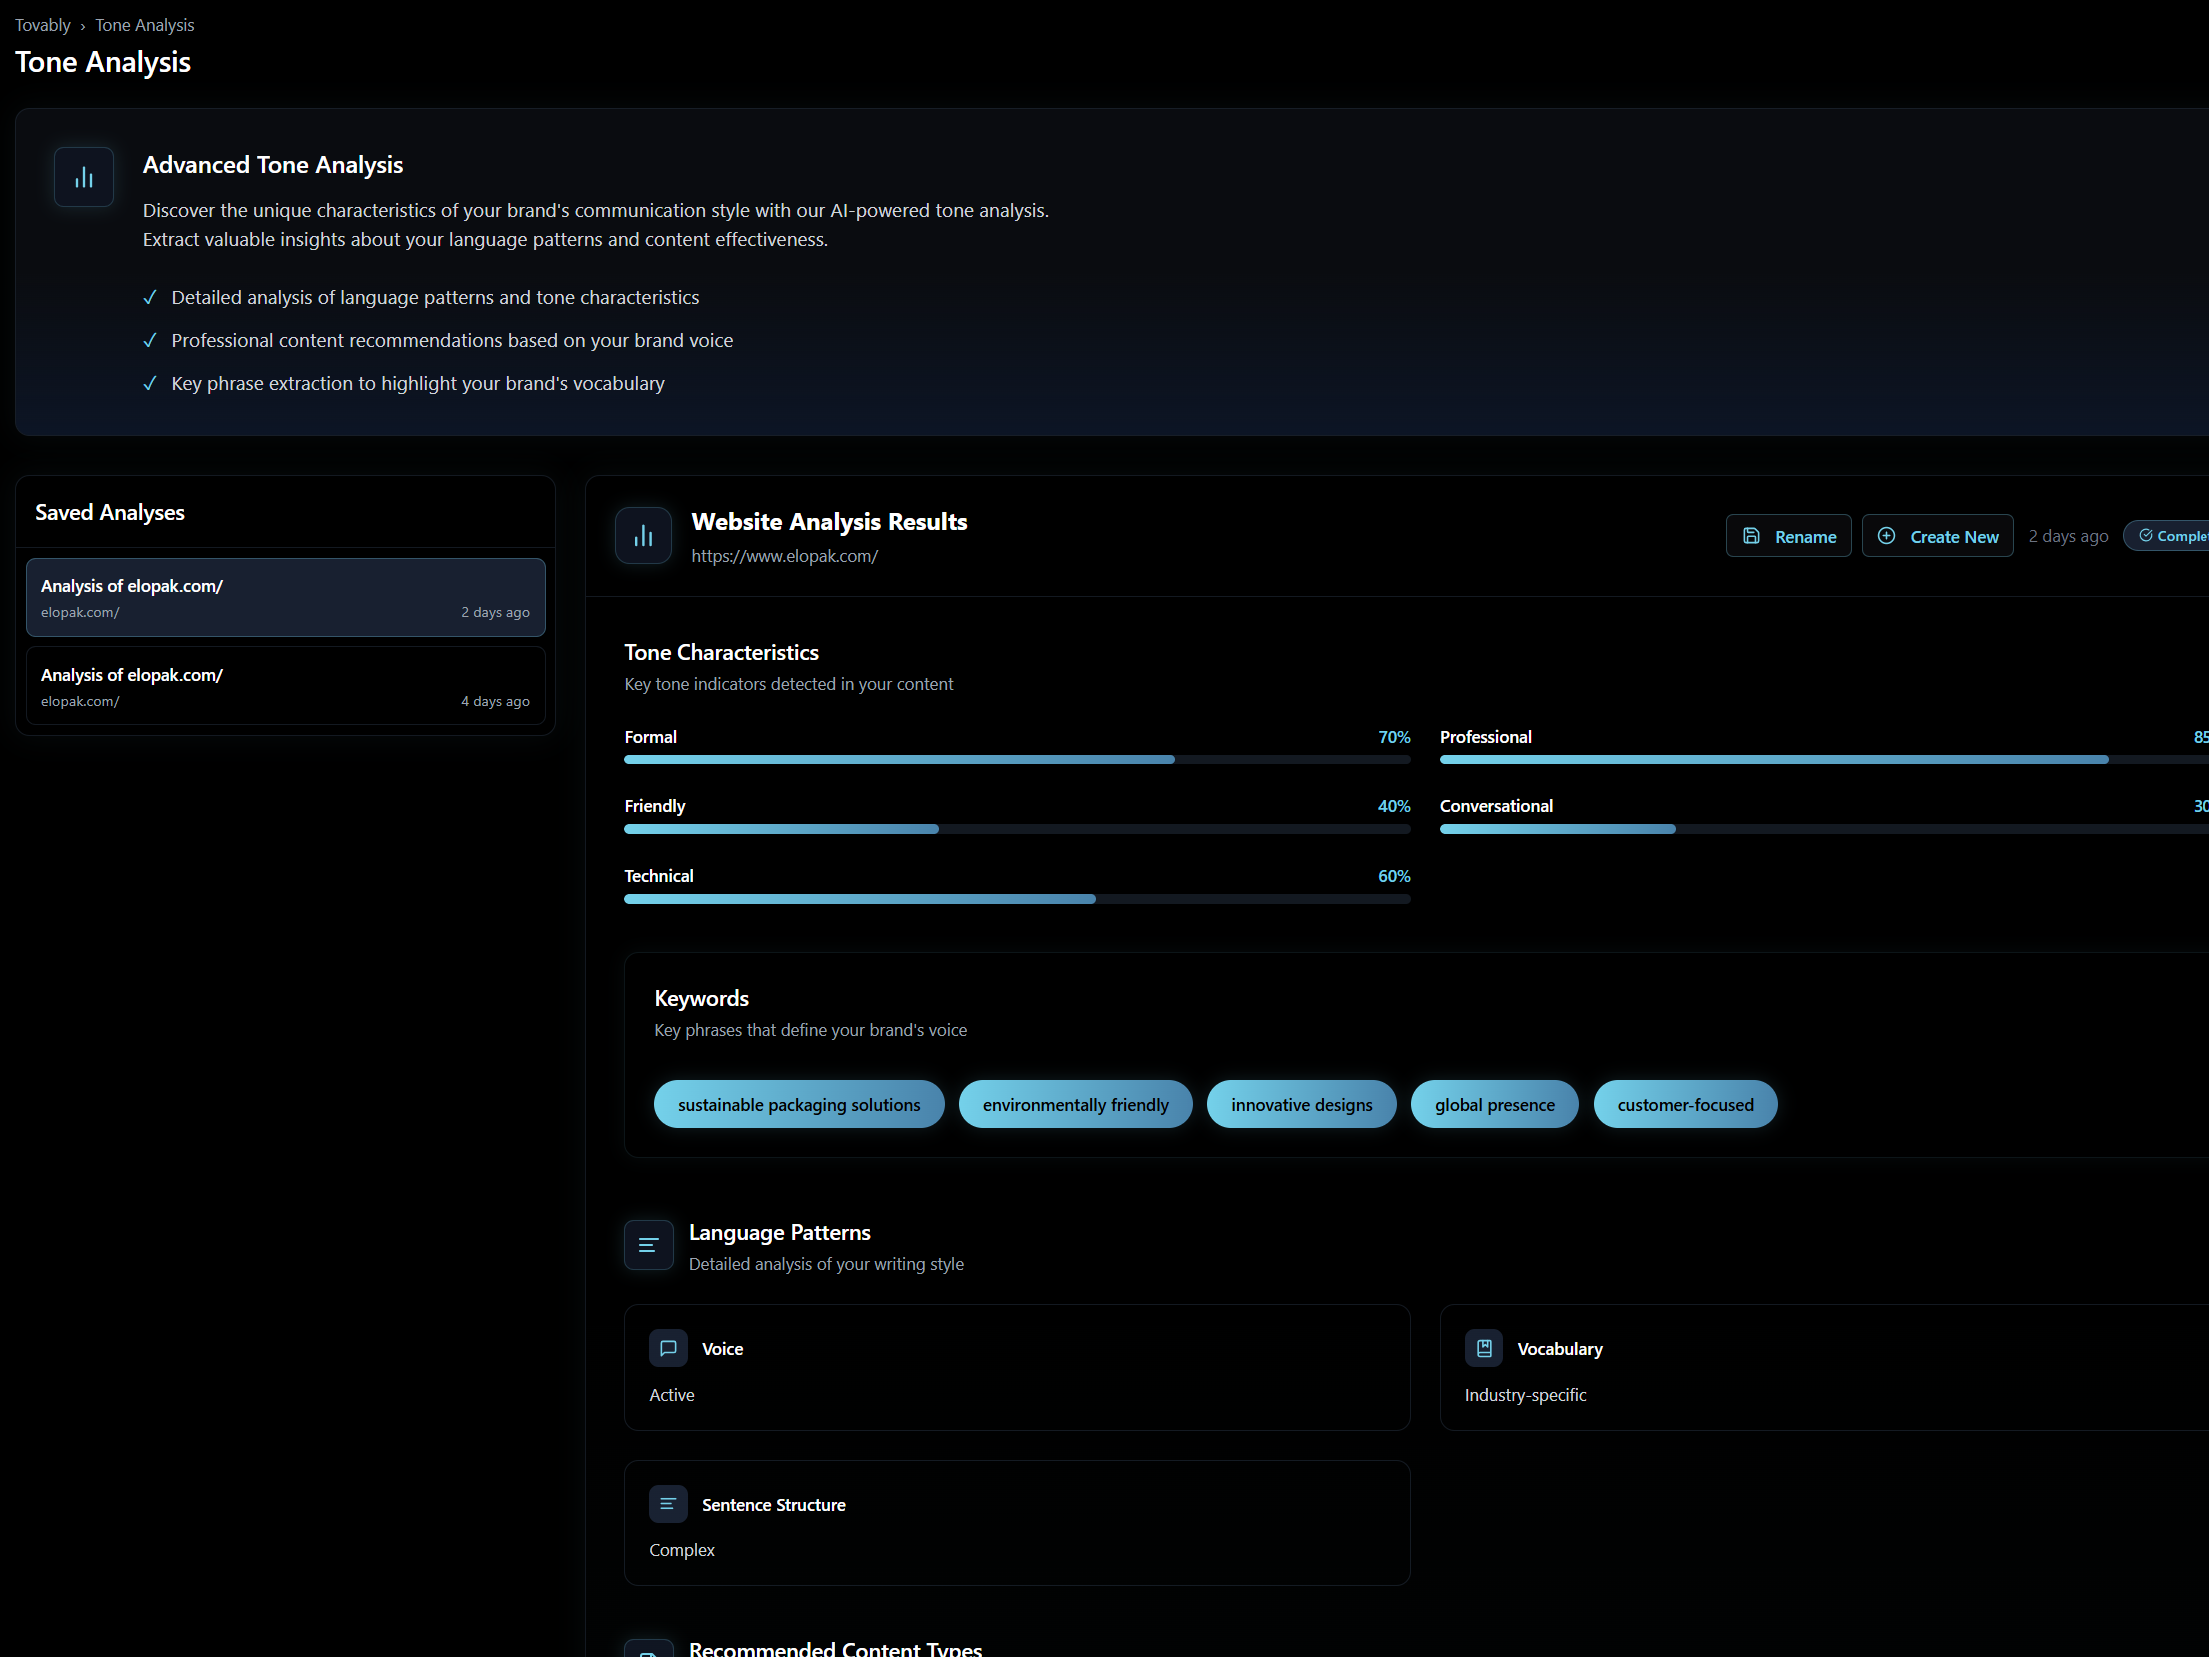 Tovably › Tone Analysis
Tone Analysis
Advanced Tone Analysis
Discover the unique characteristics of your brand's communication style with our AI-powered tone analysis.
Extract valuable insights about your language patterns and content effectiveness.
✓ Detailed analysis of language patterns and tone characteristics
✓ Professional content recommendations based on your brand voice
✓ Key phrase extraction to highlight your brand's vocabulary
Saved Analyses
Analysis of elopak.com/
elopak.com/ 2 days ago
Analysis of elopak.com/
elopak.com/ 4 days ago
Website Analysis Results
https://www.elopak.com/
Rename
Create New
2 days ago
Tone Characteristics
Key tone indicators detected in your content
Formal 70%
Professional 85
Friendly 40%
Conversational 30
Technical 60%
Keywords
Key phrases that define your brand's voice
sustainable packaging solutions environmentally friendly innovative designs global presence customer-focused
Language Patterns
Detailed analysis of your writing style
Voice
Active
Vocabulary
Industry-specific
Sentence Structure
Complex
Recommended Content Types